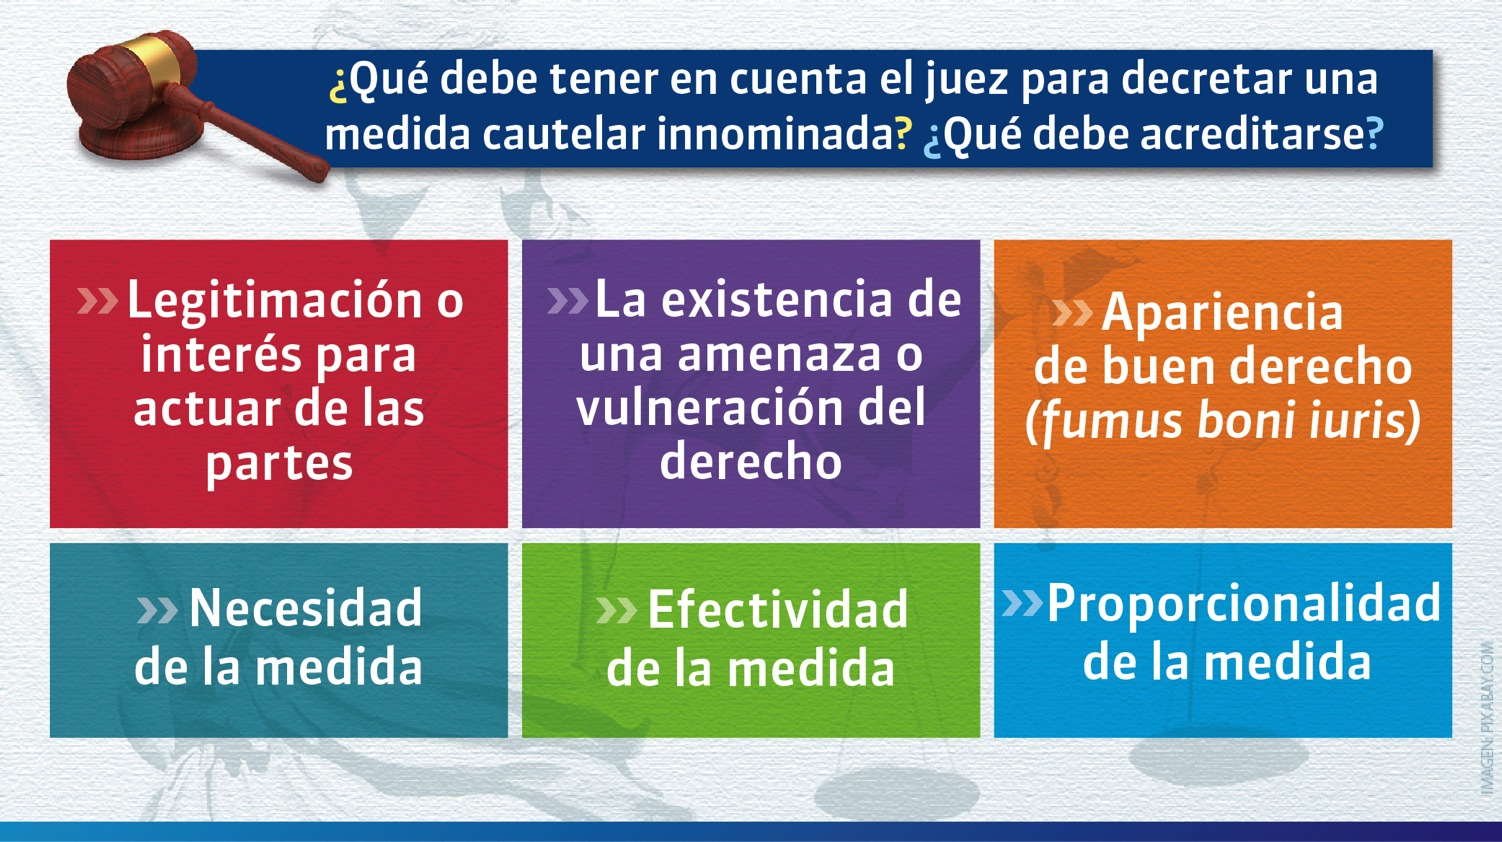 ¿Qué debe tener en cuenta el juez para decretar una
medida cautelar innominada? ¿Qué debe acreditarse?
»Legitimación o
interés para
actuar de las
partes
»La existencia de
una amenaza o
vulneración del
derecho
» Apariencia
de buen derecho
(fumus boni iuris)
» Necesidad
de la medida
» Efectividad
de la medida
»Proporcionalidad
de la medida
IMAGEN: PIXABAY.COM